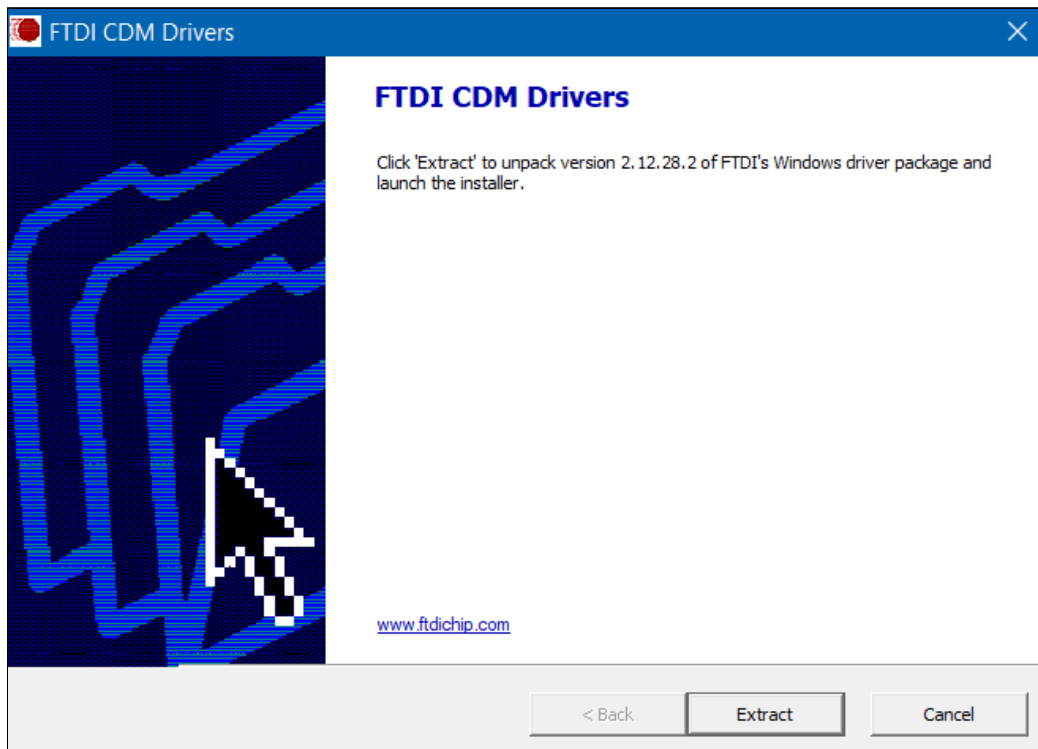 FTDI CDM Drivers
FTDI CDM Drivers
Click 'Extract' to unpack version 2.12.28.2 of FTDI's Windows driver package and
launch the installer.
www.ftdichip.com
< Back
Extract
Cancel